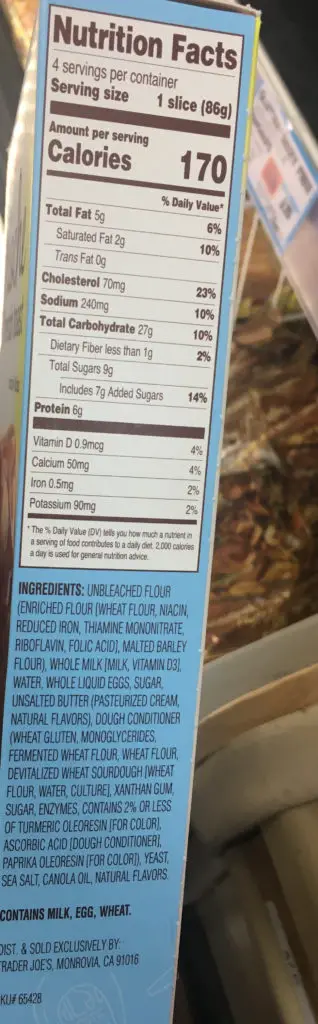 Nutrition Facts
4 servings per container
Serving size 1 slice (86g)
Amount per serving
Calories 170
% Daily Value*
Total Fat 5g 6%
Saturated Fat 2g 10%
Trans Fat 0g
Cholesterol 70mg 23%
Sodium 240mg 10%
Total Carbohydrate 27g 10%
Dietary Fiber less than 1g 2%
Total Sugars 9g
Includes 7g Added Sugars 14%
Protein 6g
Vitamin D 0.9mcg 4%
Calcium 50mg 4%
Iron 0.5mg 2%
Potassium 90mg 2%
* The % Daily Value (DV) tells you how much a nutrient in
a serving of food contributes to a daily diet. 2,000 calories
a day is used for general nutrition advice.
INGREDIENTS: UNBLEACHED FLOUR
(ENRICHED FLOUR [WHEAT FLOUR, NIACIN,
REDUCED IRON, THIAMINE MONONITRATE,
RIBOFLAVIN, FOLIC ACID], MALTED BARLEY
FLOUR), WHOLE MILK [MILK, VITAMIN D3],
WATER, WHOLE LIQUID EGGS, SUGAR,
UNSALTED BUTTER (PASTEURIZED CREAM,
NATURAL FLAVORS), DOUGH CONDITIONER
(WHEAT GLUTEN, MONOGLYCERIDES,
FERMENTED WHEAT FLOUR, WHEAT FLOUR,
DEVITALIZED WHEAT SOURDOUGH [WHEAT
FLOUR, WATER, CULTURE], XANTHAN GUM,
SUGAR, ENZYMES, CONTAINS 2% OR LESS
OF TURMERIC OLEORESIN [FOR COLOR],
ASCORBIC ACID [DOUGH CONDITIONER],
PAPRIKA OLEORESIN [FOR COLOR]), YEAST,
SEA SALT, CANOLA OIL, NATURAL FLAVORS.
CONTAINS MILK, EGG, WHEAT.
DIST. & SOLD EXCLUSIVELY BY:
TRADER JOE'S, MONROVIA, CA 91016
SKU# 65428